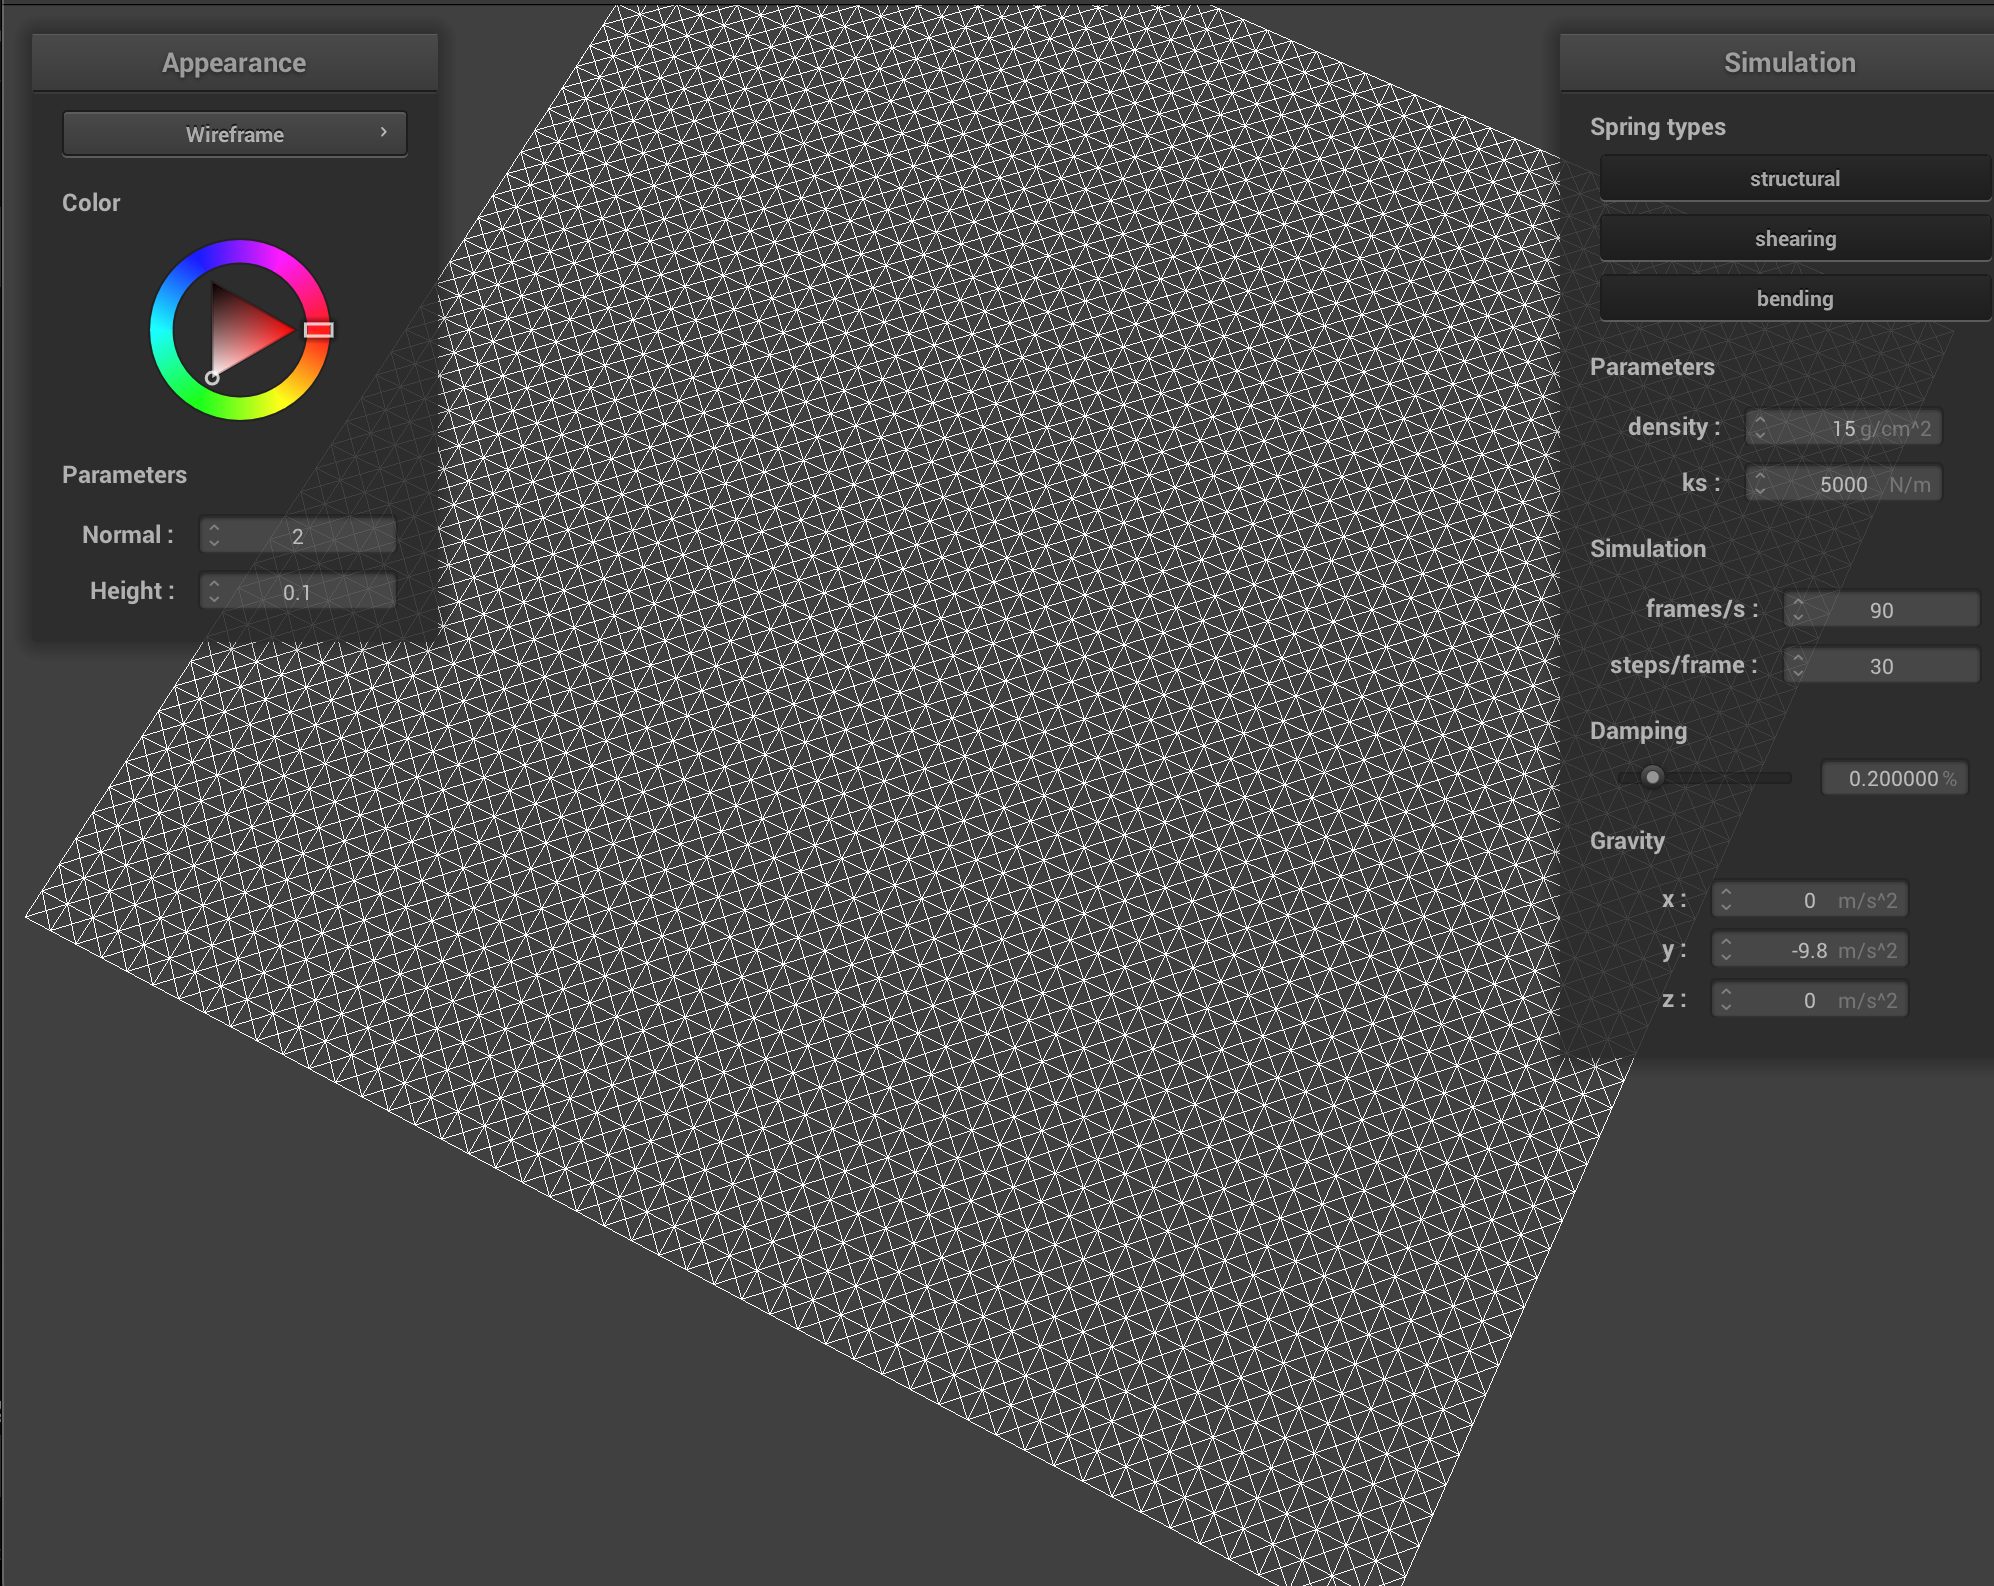 Appearance
Wireframe
Color
Parameters
Normal : 2
Height : 0.1
Simulation
Spring types
structural
shearing
bending
Parameters
density : 15 g/cm^2
ks : 5000 N/m
Simulation
frames/s : 90
steps/frame : 30
Damping
0.200000 %
Gravity
x : 0 m/s^2
y : -9.8 m/s^2
z : 0 m/s^2